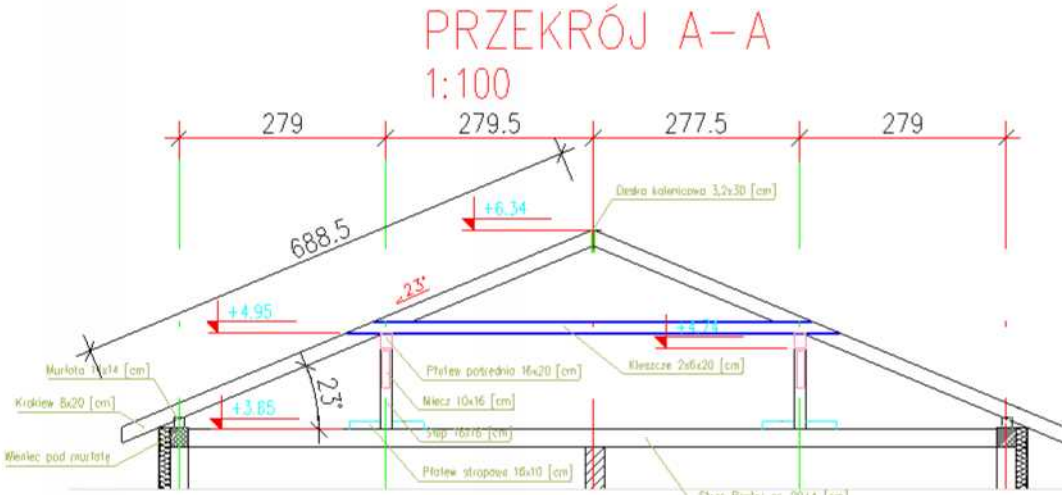 PRZEKRÓJ A-A
1:100
279 279.5 277.5 279
Deska kalenicowa 3,2x30 [cm]
+6.34
688.5
23°
+4.95
+4.74
Murłata 14x14 [cm]
Płatew pośrednia 16x20 [cm]
Kleszcze 2x6x20 [cm]
Krokiew 8x20 [cm]
23°
Miecz 10x16 [cm]
+3.85
Słup 16x16 [cm]
Wieniec pod murłatę
Płatew stropowa 16x10 [cm]